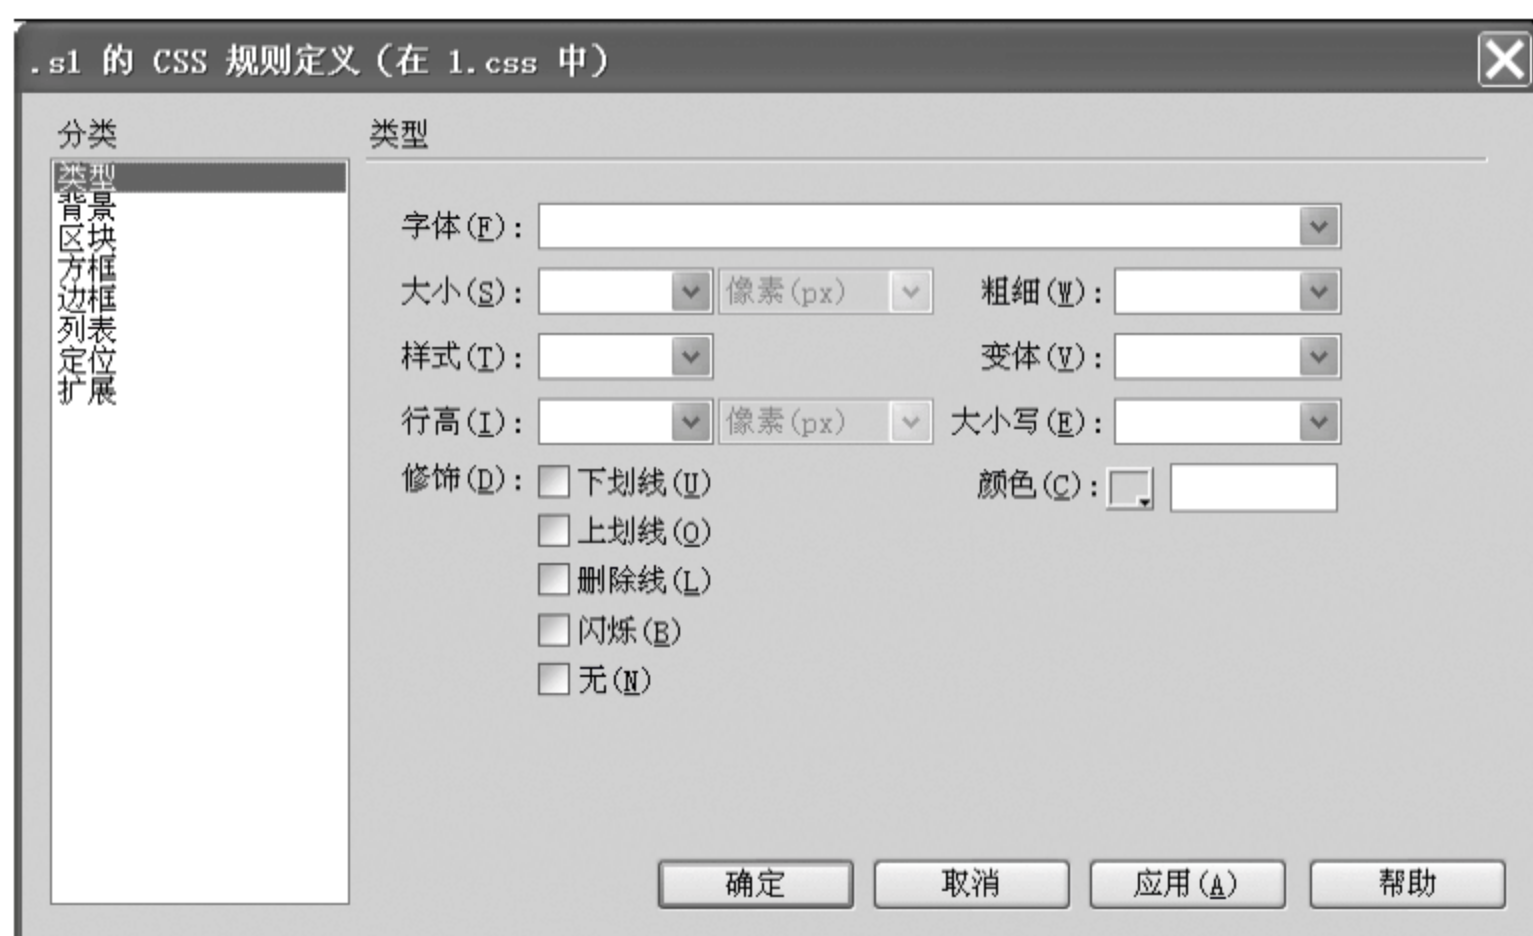 .s1 的 CSS 规则定义（在 1.css 中）
分类
类型
背景
区块
方框
边框
列表
定位
扩展
类型
字体(F):
大小(S): 像素(px) 粗细(W):
样式(T): 变体(V):
行高(I): 像素(px) 大小写(E):
修饰(D): 下划线(U) 颜色(C):
上划线(O)
删除线(L)
闪烁(B)
无(N)
确定 取消 应用(A) 帮助